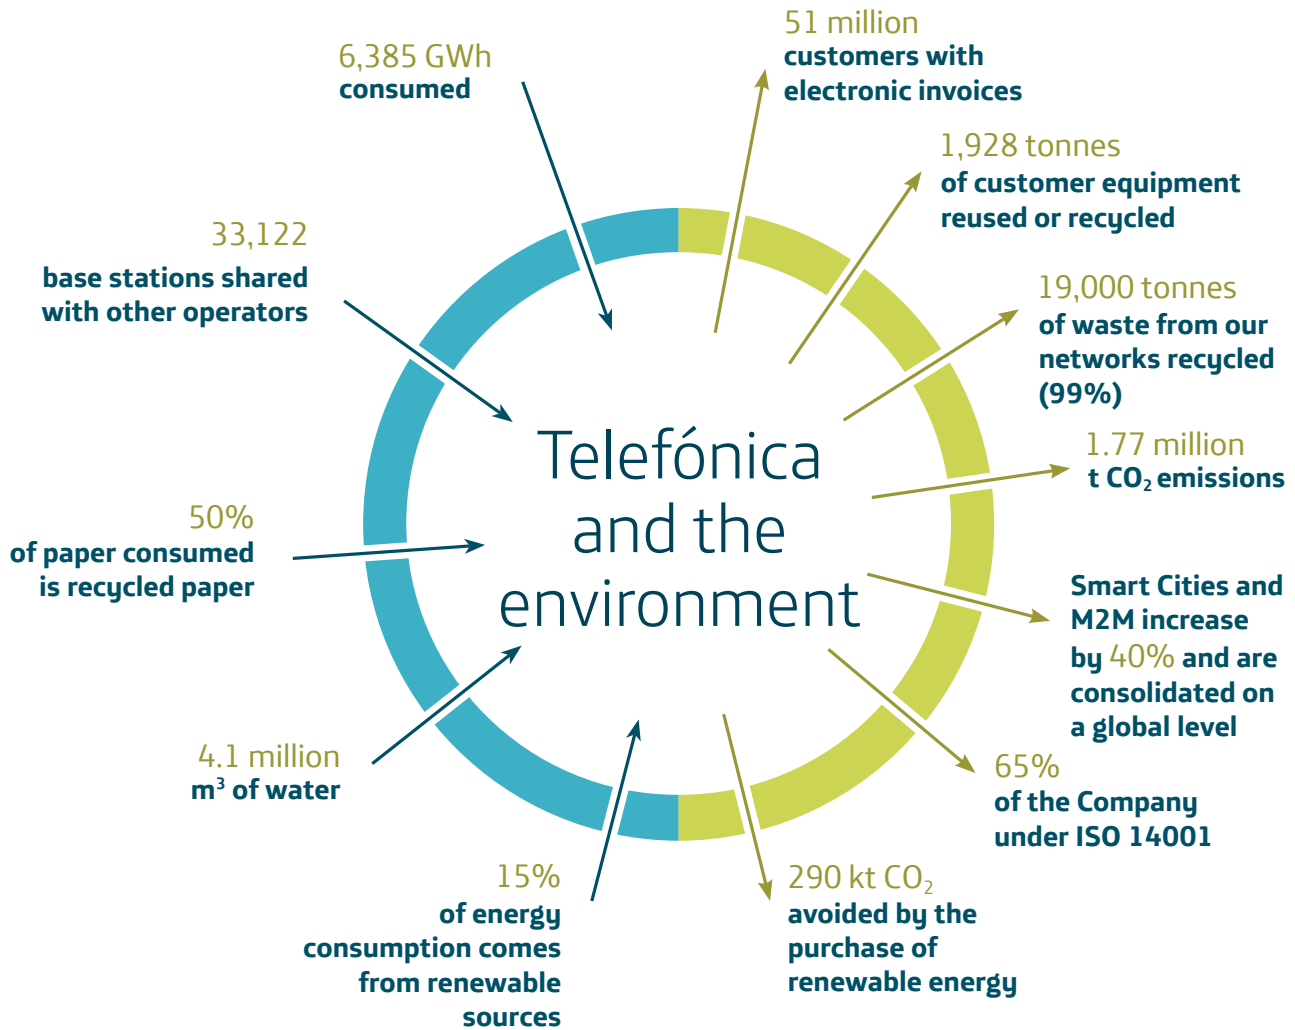 6,385 GWh
consumed
51 million
customers with
electronic invoices
1,928 tonnes
of customer equipment
reused or recycled
33,122
base stations shared
with other operators
19,000 tonnes
of waste from our
networks recycled
(99%)
Telefónica
and the
environment
1.77 million
t CO₂ emissions
50%
of paper consumed
is recycled paper
Smart Cities and
M2M increase
by 40% and are
consolidated on
a global level
4.1 million
m³ of water
65%
of the Company
under ISO 14001
15%
of energy
consumption comes
from renewable
sources
290 kt CO₂
avoided by the
purchase of
renewable energy